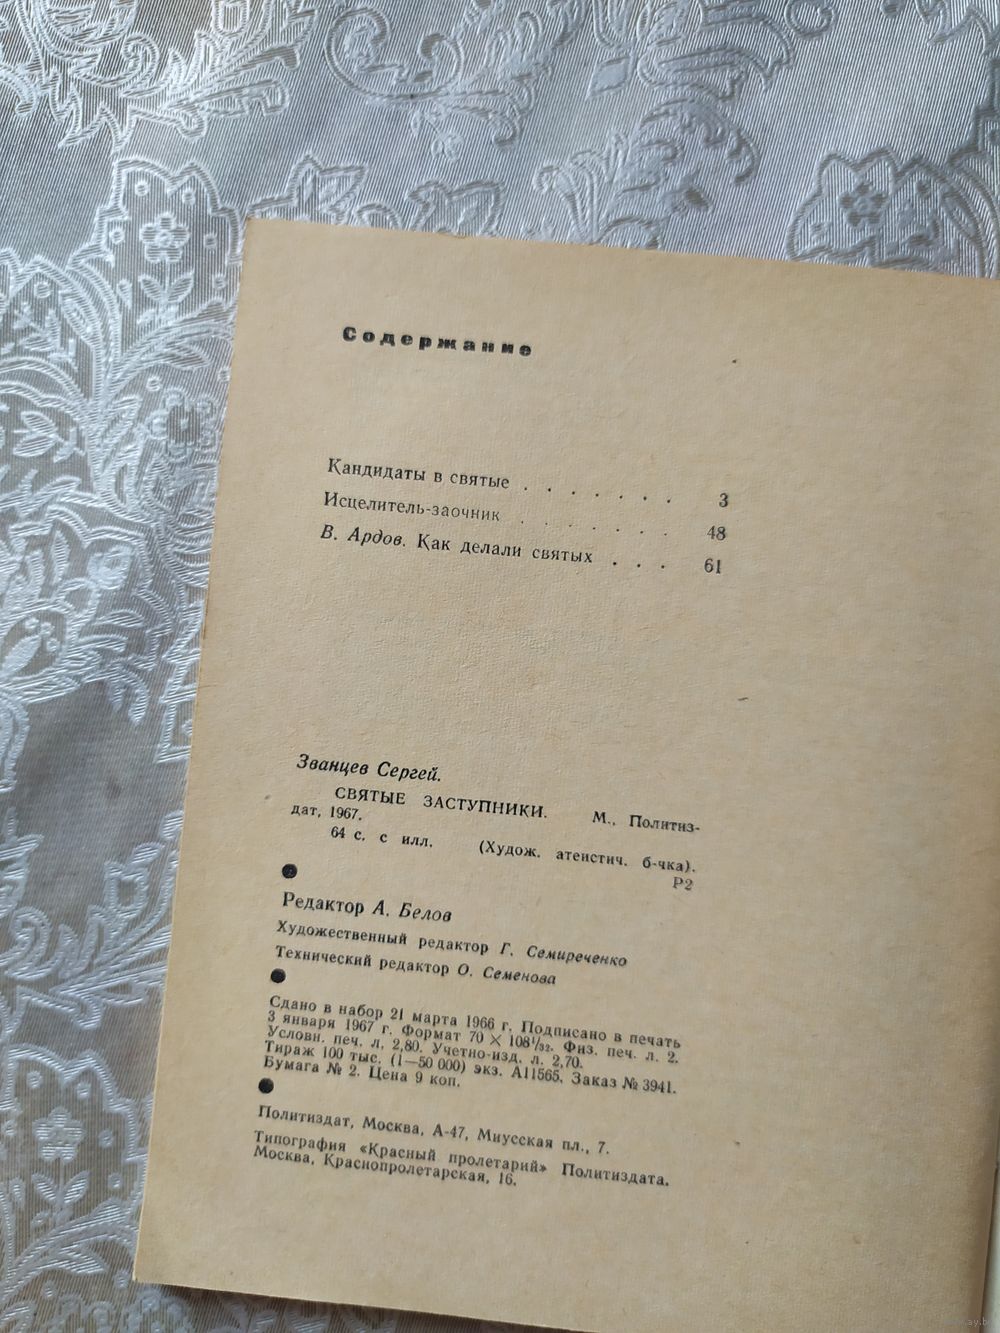 Содержание
Кандидаты в святые . . . . . . . 3
Исцелитель-заочник . . . . . . . 48
В. Ардов. Как делали святых . . . 61
Званцев Сергей.
СВЯТЫЕ ЗАСТУПНИКИ. М., Политиз-
дат, 1967.
64 с. с илл. (Худож. атеистич. б-чка).
Р2
Редактор А. Белов
Художественный редактор Г. Семиреченко
Технический редактор О. Семенова
Сдано в набор 21 марта 1966 г. Подписано в печать
3 января 1967 г. Формат 70 × 108¹/₃₂. Физ. печ. л. 2.
Условн. печ. л. 2,80. Учетно-изд. л. 2,70.
Тираж 100 тыс. (1—50 000) экз. А11565. Заказ № 3941.
Бумага № 2. Цена 9 коп.
Политиздат, Москва, А-47, Миусская пл., 7.
Типография «Красный пролетарий» Политиздата.
Москва, Краснопролетарская, 16.